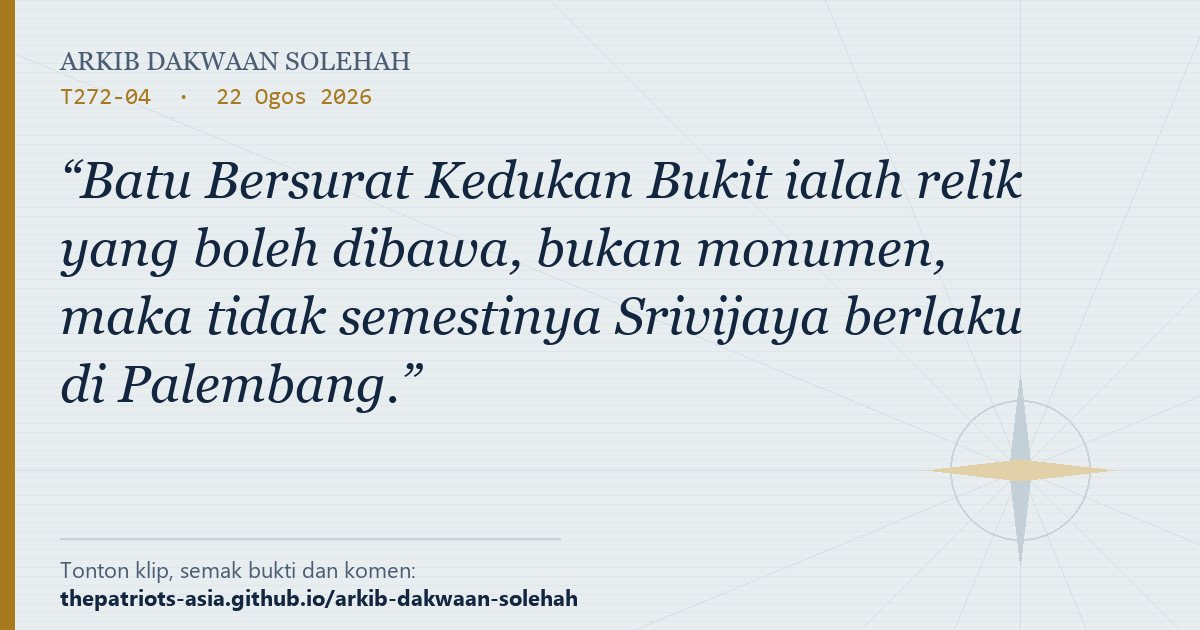 ARKIB DAKWAAN SOLEHAH
T272-04 · 22 Ogos 2026
“Batu Bersurat Kedukan Bukit ialah relik
yang boleh dibawa, bukan monumen,
maka tidak semestinya Srivijaya berlaku
di Palembang.”
Tonton klip, semak bukti dan komen:
thepatriots-asia.github.io/arkib-dakwaan-solehah